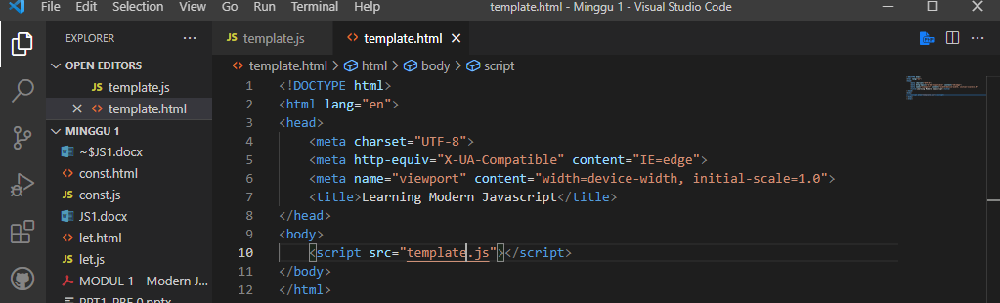 File Edit Selection View Go Run Terminal Help template.html - Minggu 1 - Visual Studio Code
EXPLORER
OPEN EDITORS
template.js
template.html
MINGGU 1
~$JS1.docx
const.html
const.js
JS1.docx
let.html
let.js
MODUL 1 - Modern J...
JS template.js <> template.html
<> template.html > html > body > script
1 <!DOCTYPE html>
2 <html lang="en">
3 <head>
4 <meta charset="UTF-8">
5 <meta http-equiv="X-UA-Compatible" content="IE=edge">
6 <meta name="viewport" content="width=device-width, initial-scale=1.0">
7 <title>Learning Modern Javascript</title>
8 </head>
9 <body>
10 <script src="template.js"></script>
11 </body>
12 </html>